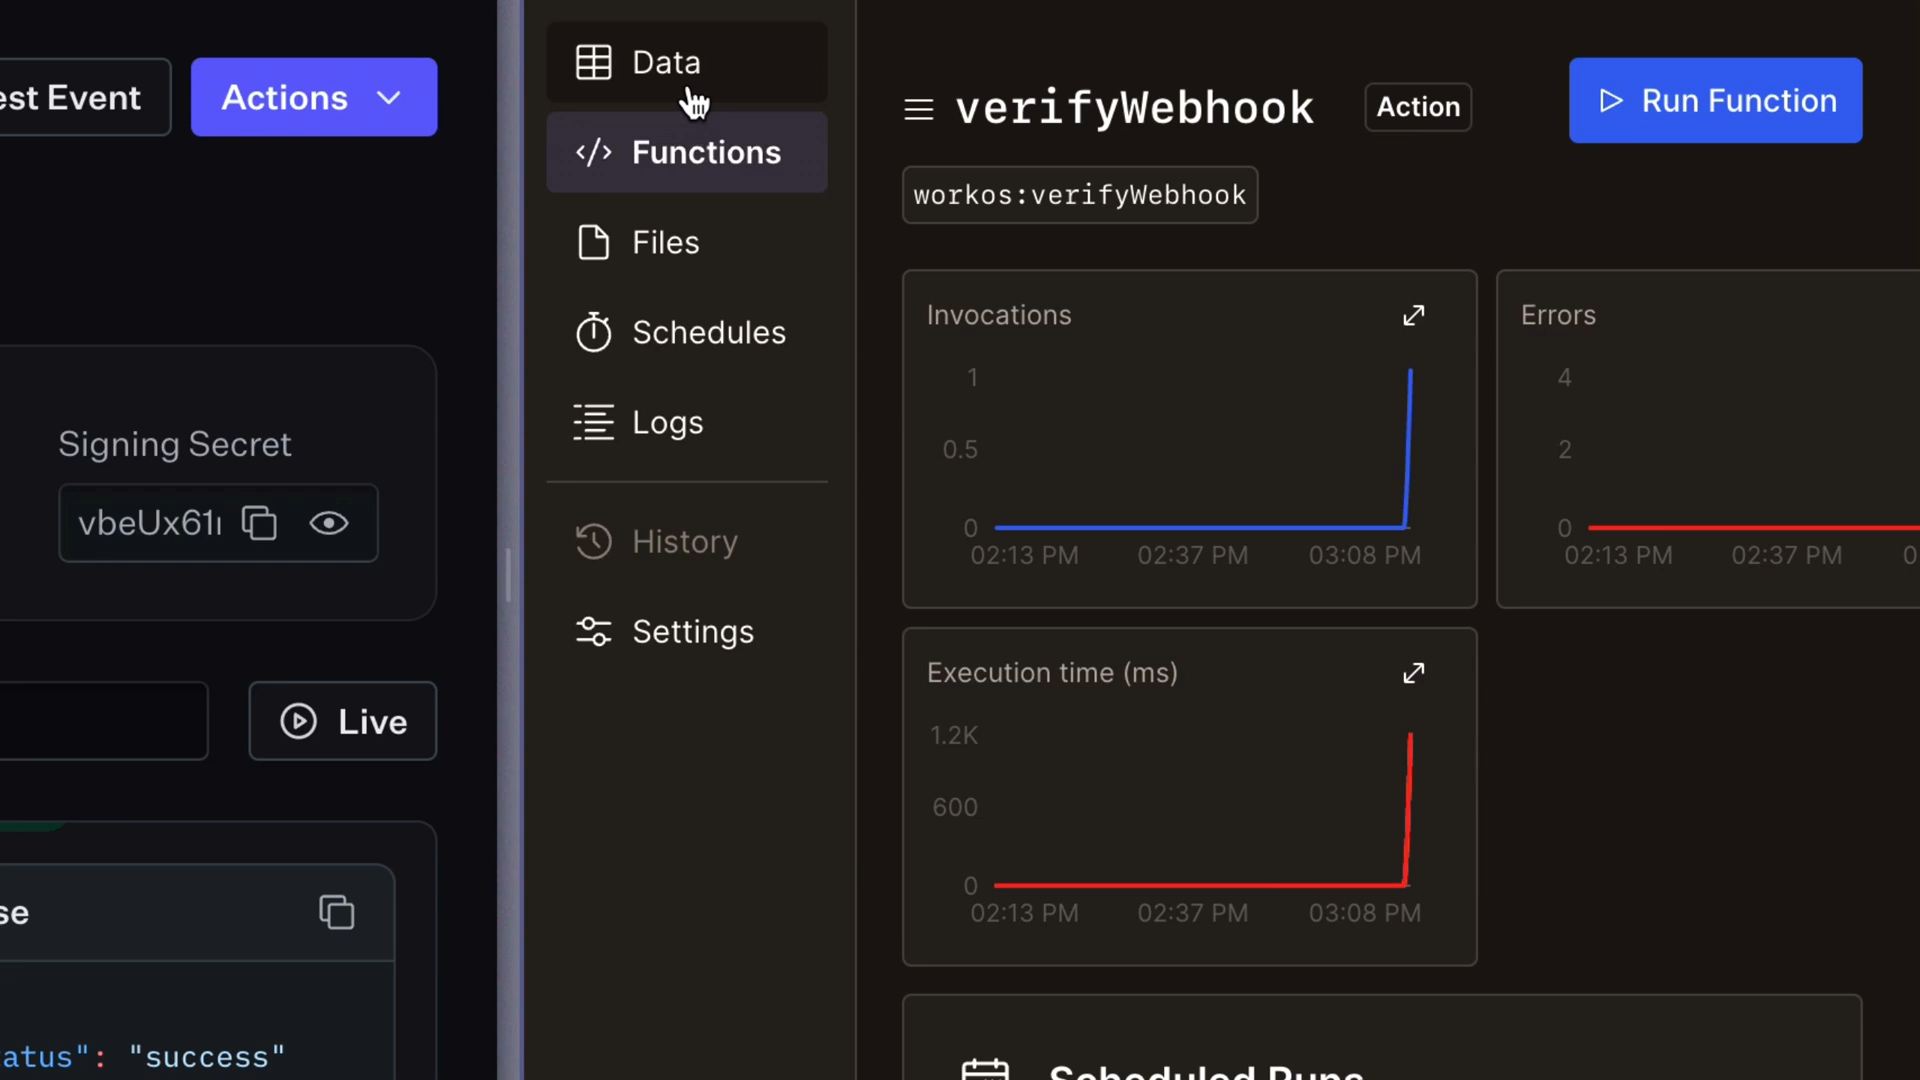 est Event
Actions
Signing Secret
vbeUx61
Live
se
atus": "success"
Data
Functions
Files
Schedules
Logs
History
Settings
verifyWebhook
Action
Run Function
workos:verifyWebhook
Invocations
1
0.5
0
02:13 PM 02:37 PM 03:08 PM
Errors
4
2
0
02:13 PM 02:37 PM 0
Execution time (ms)
1.2K
600
0
02:13 PM 02:37 PM 03:08 PM
Scheduled Runs